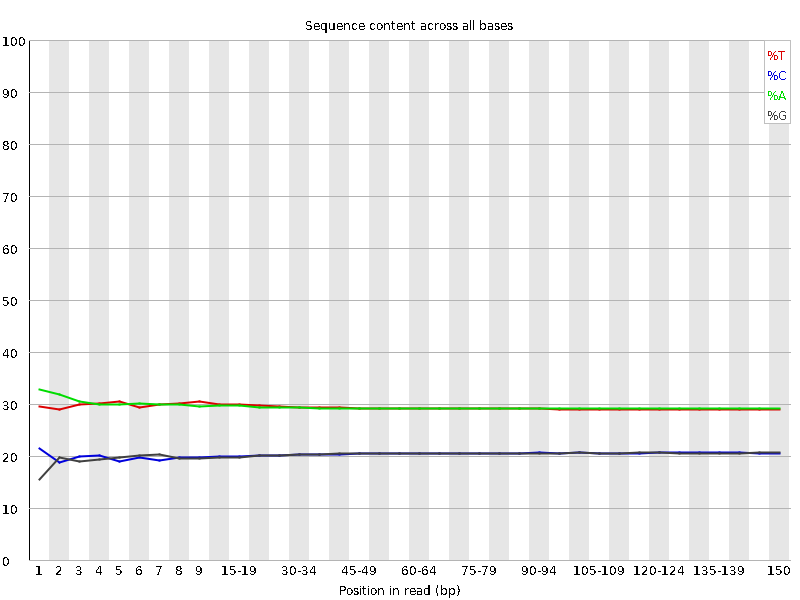 Sequence content across all bases
100
90
80
70
60
50
40
30
20
10
0
%T
%C
%A
%G
1 2 3 4 5 6 7 8 9 15-19 30-34 45-49 60-64 75-79 90-94 105-109 120-124 135-139 150
Position in read (bp)